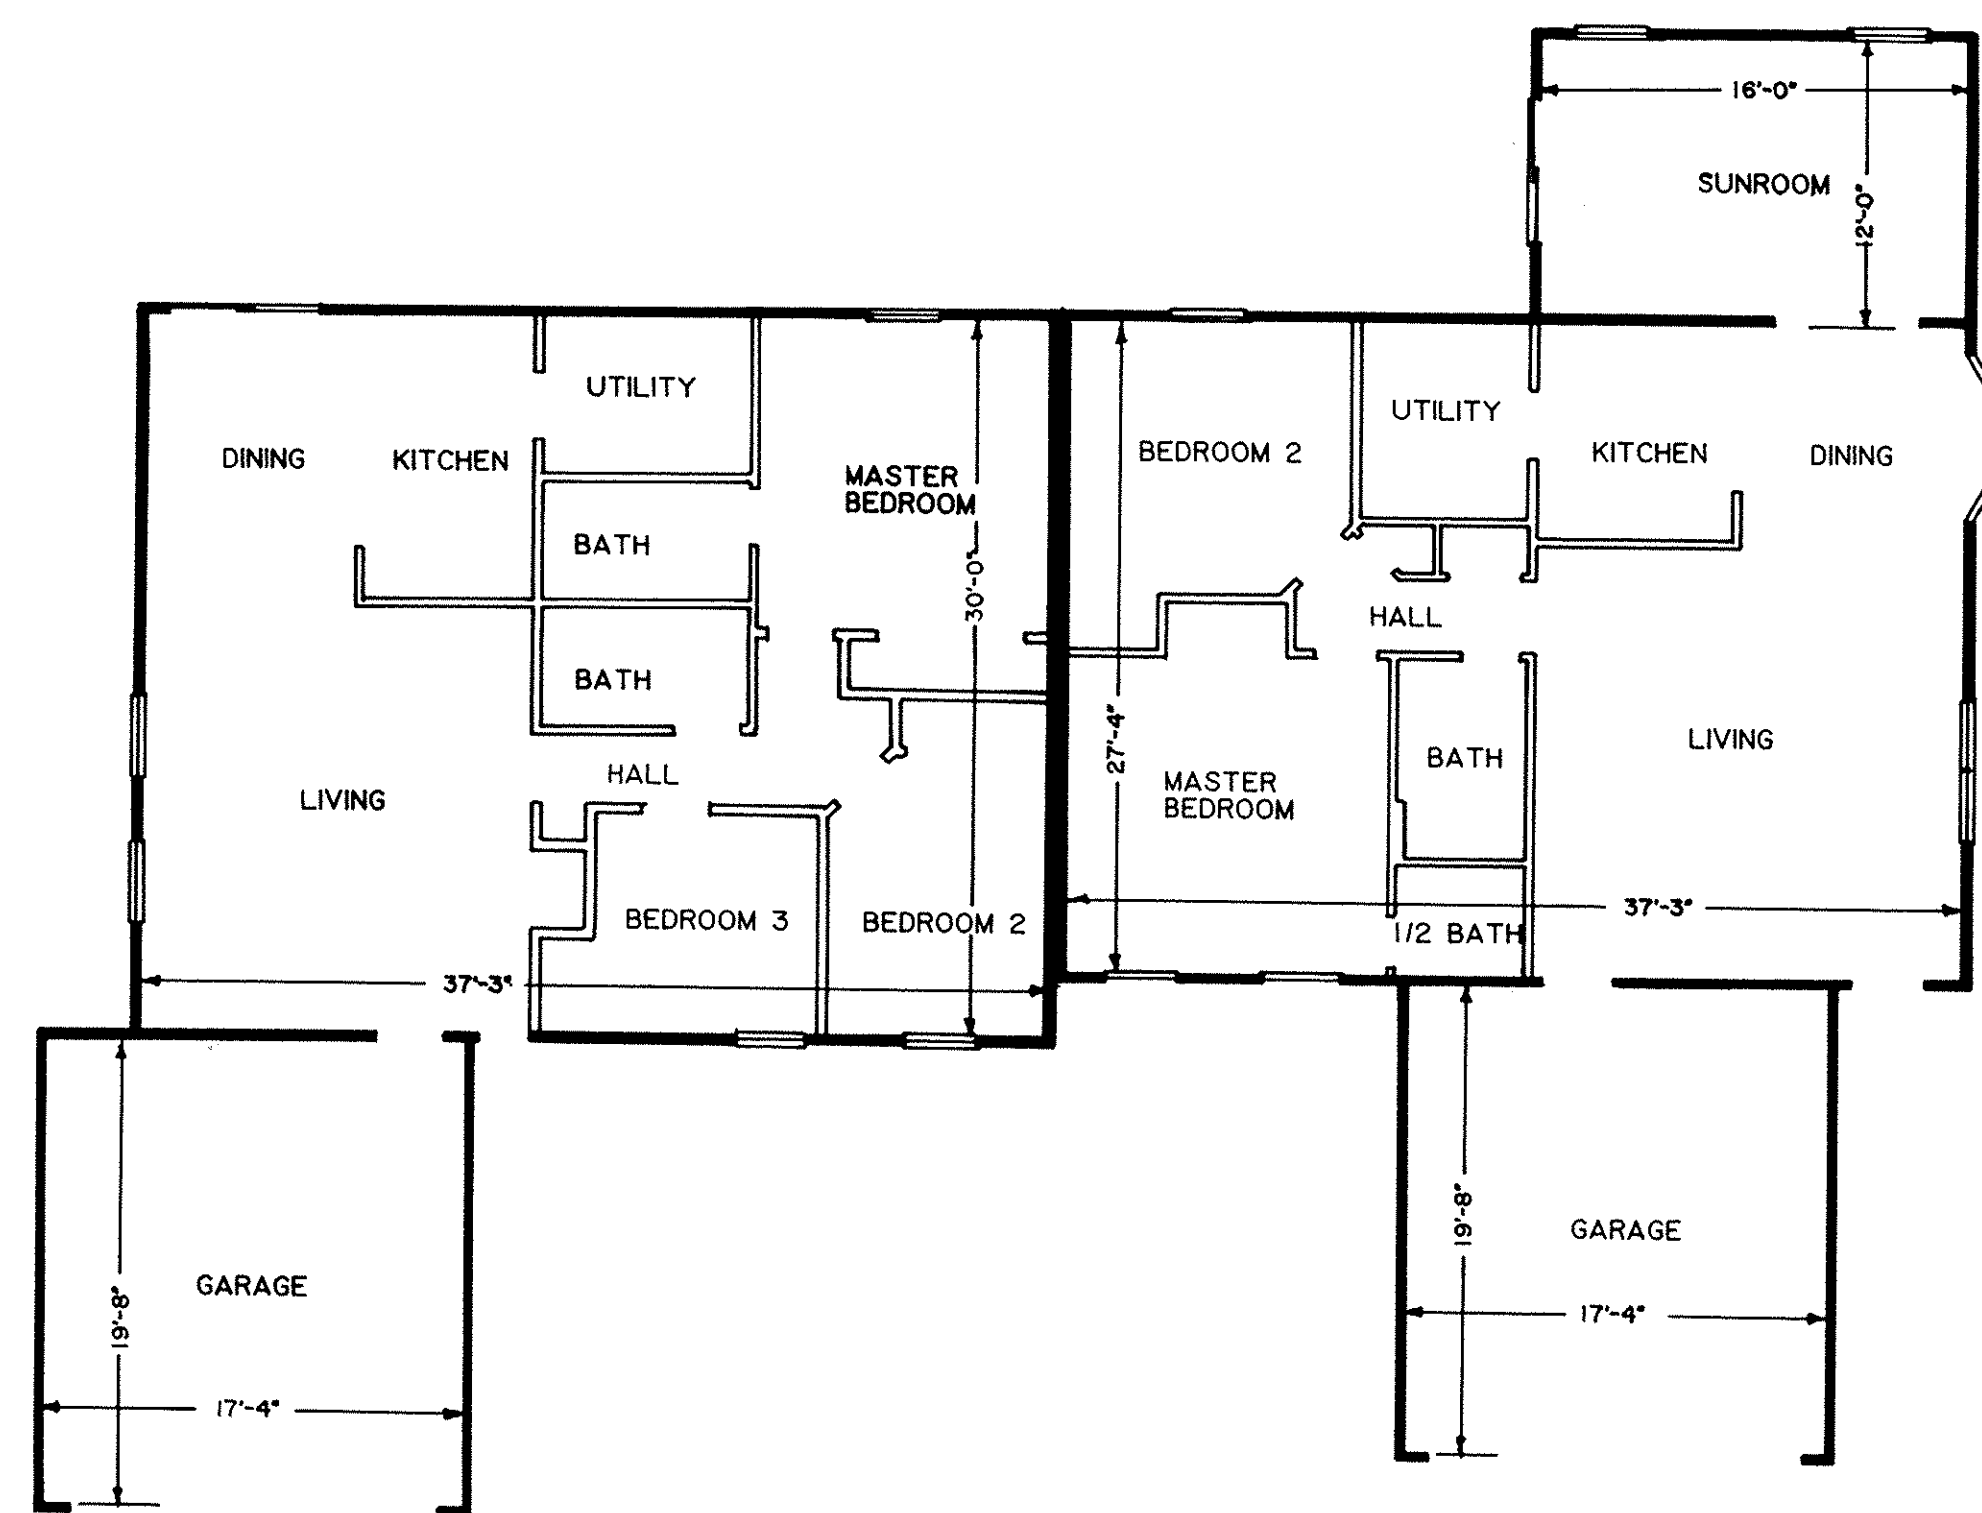 16'-0"
SUNROOM
12'-0"
UTILITY
DINING
KITCHEN
MASTER
BEDROOM
BATH
30'-0"
BATH
HALL
LIVING
BEDROOM 3
BEDROOM 2
37'-3"
GARAGE
19'-8"
17'-4"
BEDROOM 2
UTILITY
KITCHEN
DINING
HALL
27'-4"
MASTER
BEDROOM
BATH
LIVING
37'-3"
1/2 BATH
19'-8"
GARAGE
17'-4"